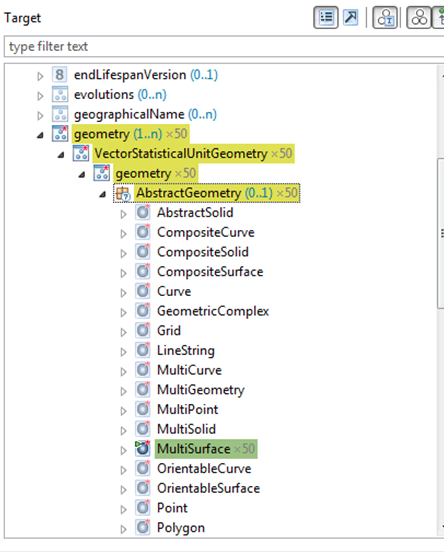 Target
type filter text
endLifespanVersion (0..1)
evolutions (0..n)
geographicalName (0..n)
geometry (1..n) ×50
VectorStatisticalUnitGeometry ×50
geometry ×50
AbstractGeometry (0..1) ×50
AbstractSolid
CompositeCurve
CompositeSolid
CompositeSurface
Curve
GeometricComplex
Grid
LineString
MultiCurve
MultiGeometry
MultiPoint
MultiSolid
MultiSurface ×50
OrientableCurve
OrientableSurface
Point
Polygon